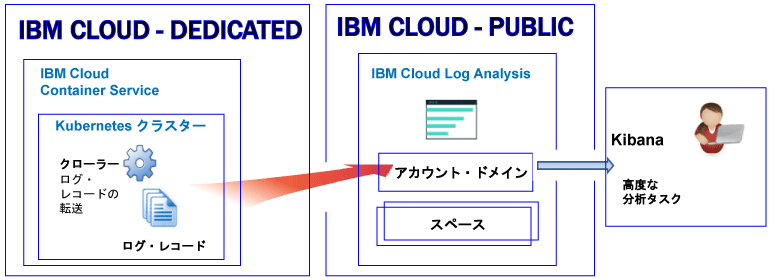 IBM CLOUD - DEDICATED
IBM Cloud
Container Service
Kubernetes クラスター
クローラー
ログ・
レコードの
転送
ログ・レコード
IBM CLOUD - PUBLIC
IBM Cloud Log Analysis
アカウント・ドメイン
スペース
Kibana
高度な
分析タスク